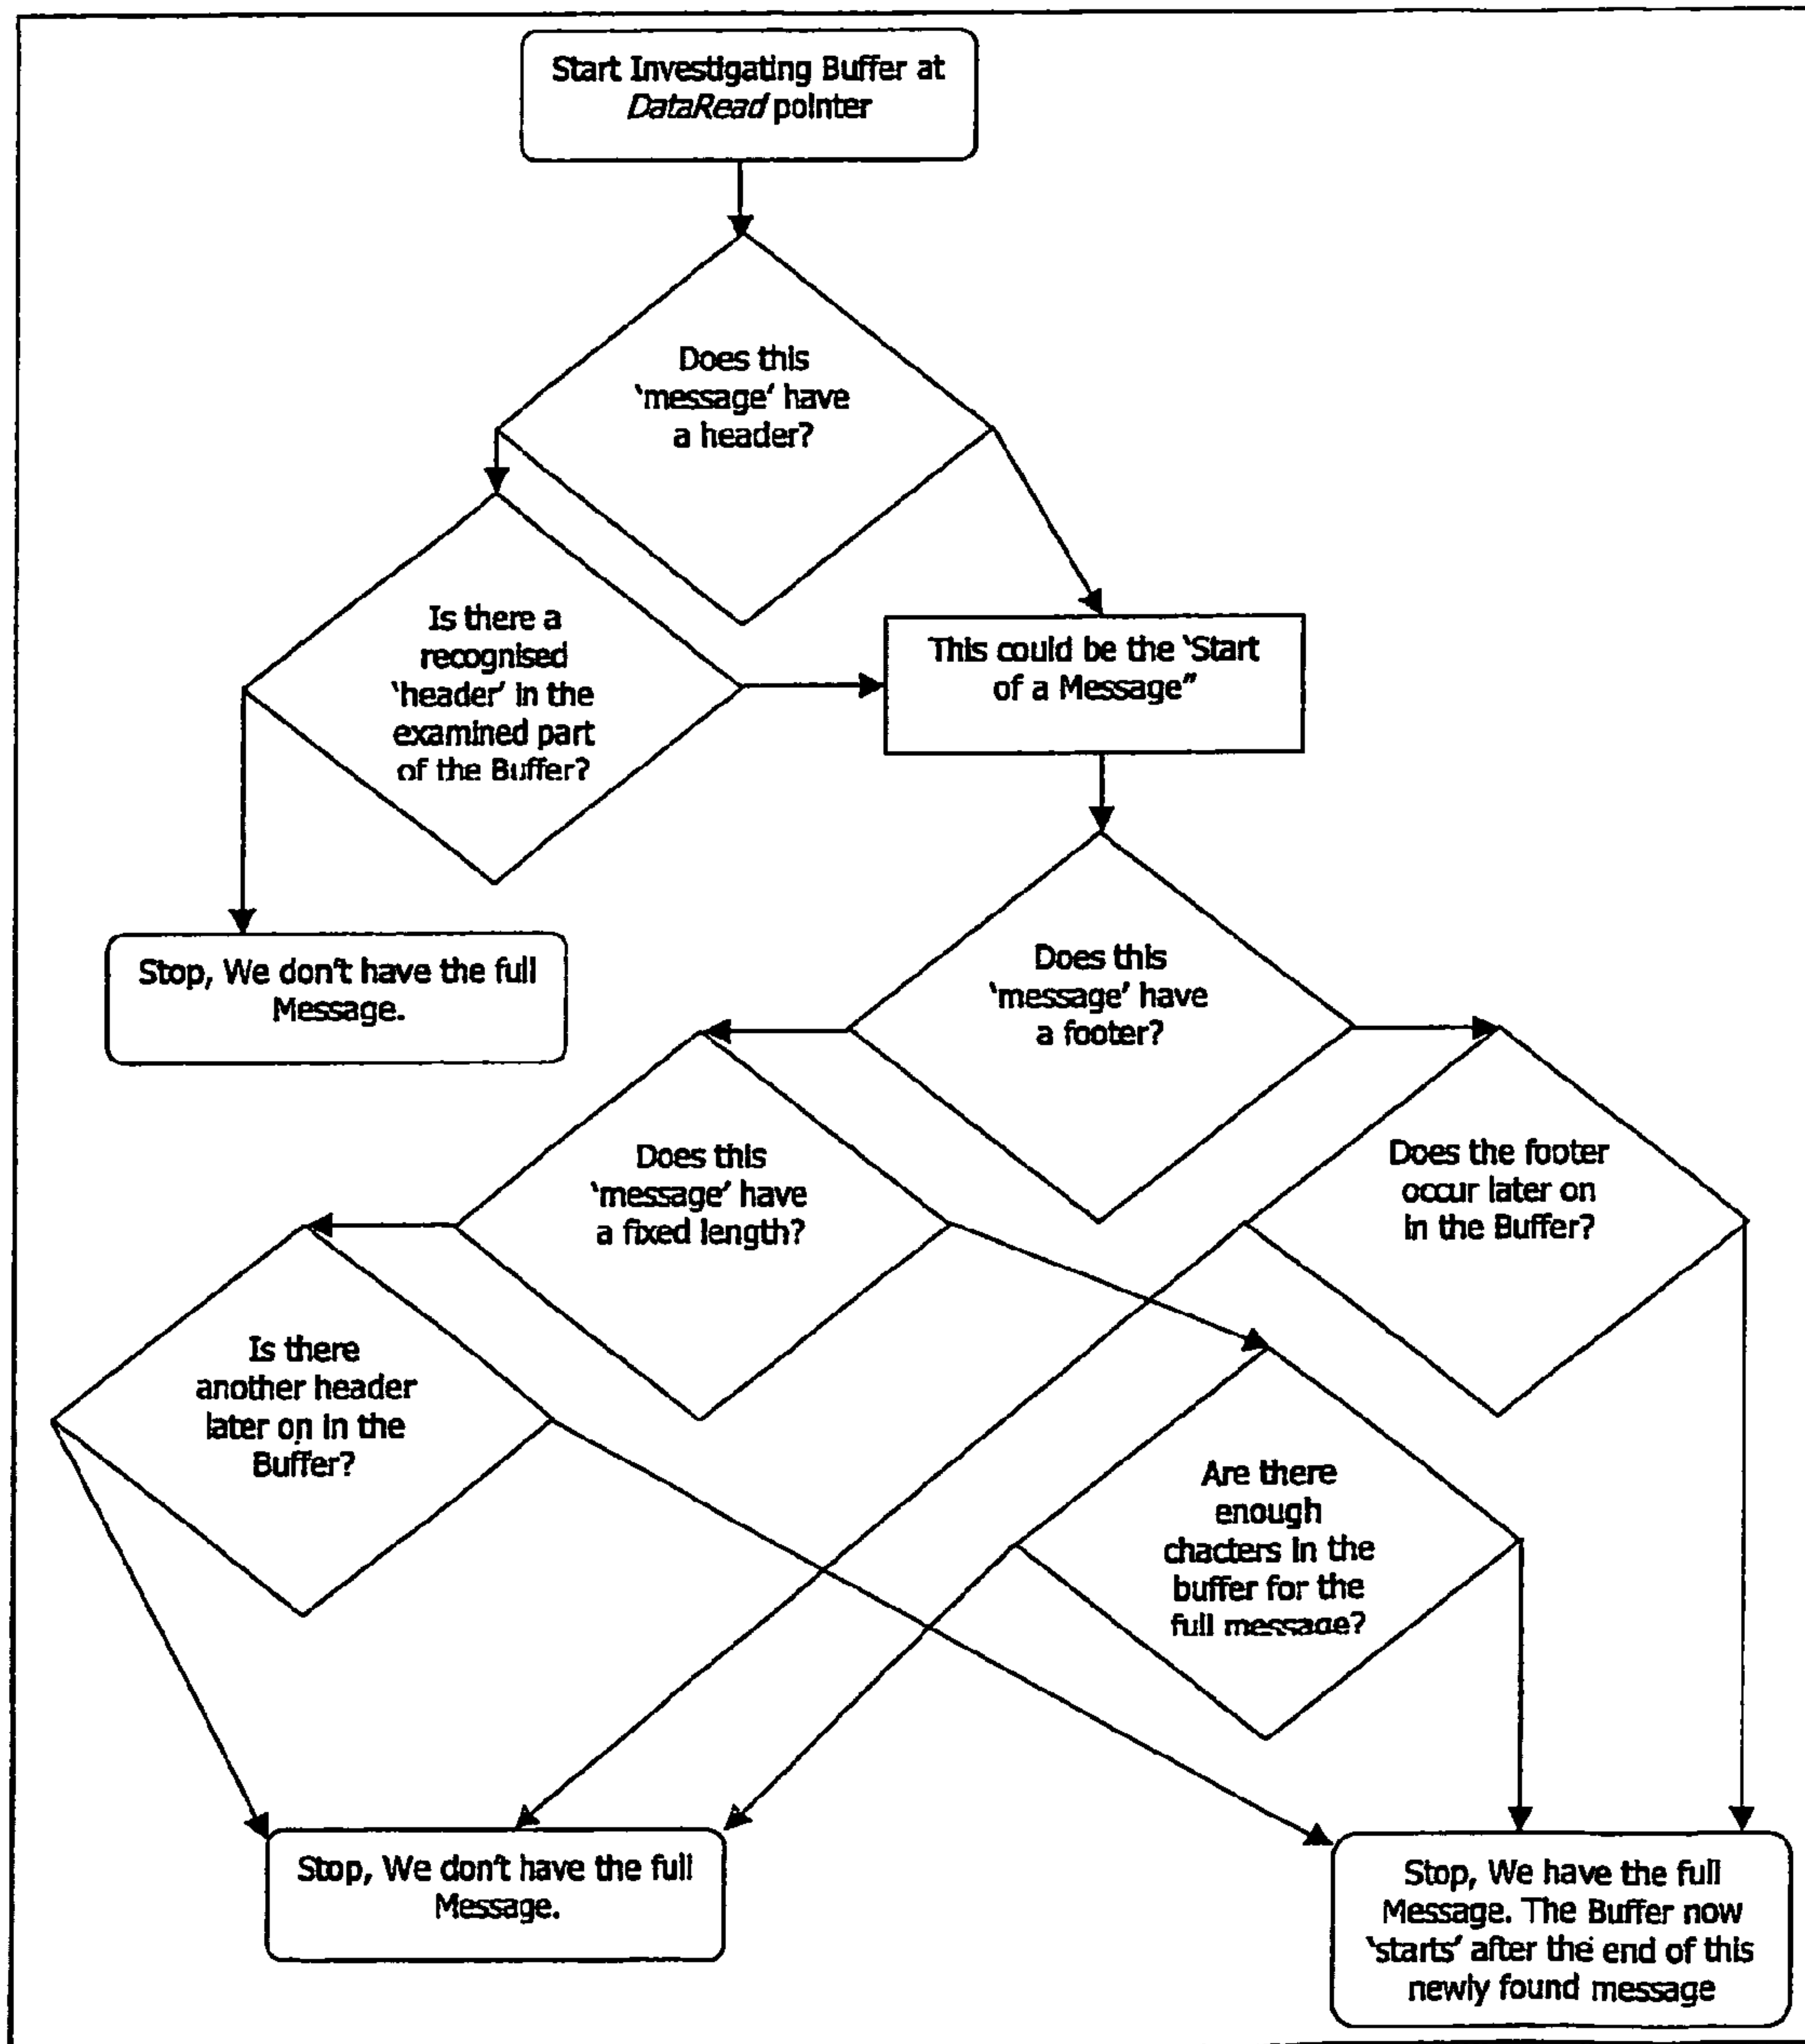 Start Investigating Buffer at
DataRead pointer
Does this
‘message’ have
a header?
Is there a
recognised
‘header’ in the
examined part
of the Buffer?
This could be the ‘Start
of a Message”
Stop, We don't have the full
Message.
Does this
‘message’ have
a footer?
Does this
‘message’ have
a fixed length?
Does the footer
occur later on
in the Buffer?
Is there
another header
later on in the
Buffer?
Are there
enough
chacters in the
buffer for the
full message?
Stop, We don't have the full
Message.
Stop, We have the full
Message. The Buffer now
‘starts’ after the end of this
newly found message